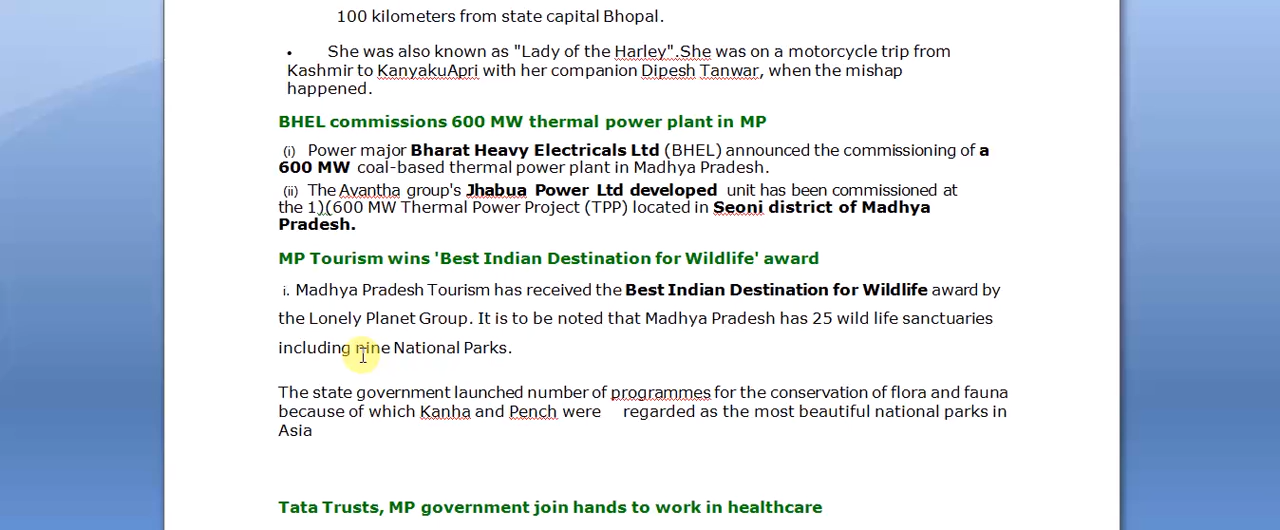 100 kilometers from state capital Bhopal.
• She was also known as "Lady of the Harley".She was on a motorcycle trip from
Kashmir to KanyakuApri with her companion Dipesh Tanwar, when the mishap
happened.
BHEL commissions 600 MW thermal power plant in MP
(i) Power major Bharat Heavy Electricals Ltd (BHEL) announced the commissioning of a
600 MW coal-based thermal power plant in Madhya Pradesh.
(ii) The Avantha group's Jhabua Power Ltd developed unit has been commissioned at
the 1)(600 MW Thermal Power Project (TPP) located in Seoni district of Madhya
Pradesh.
MP Tourism wins 'Best Indian Destination for Wildlife' award
i. Madhya Pradesh Tourism has received the Best Indian Destination for Wildlife award by
the Lonely Planet Group. It is to be noted that Madhya Pradesh has 25 wild life sanctuaries
including nine National Parks.
The state government launched number of programmes for the conservation of flora and fauna
because of which Kanha and Pench were regarded as the most beautiful national parks in
Asia
Tata Trusts, MP government join hands to work in healthcare